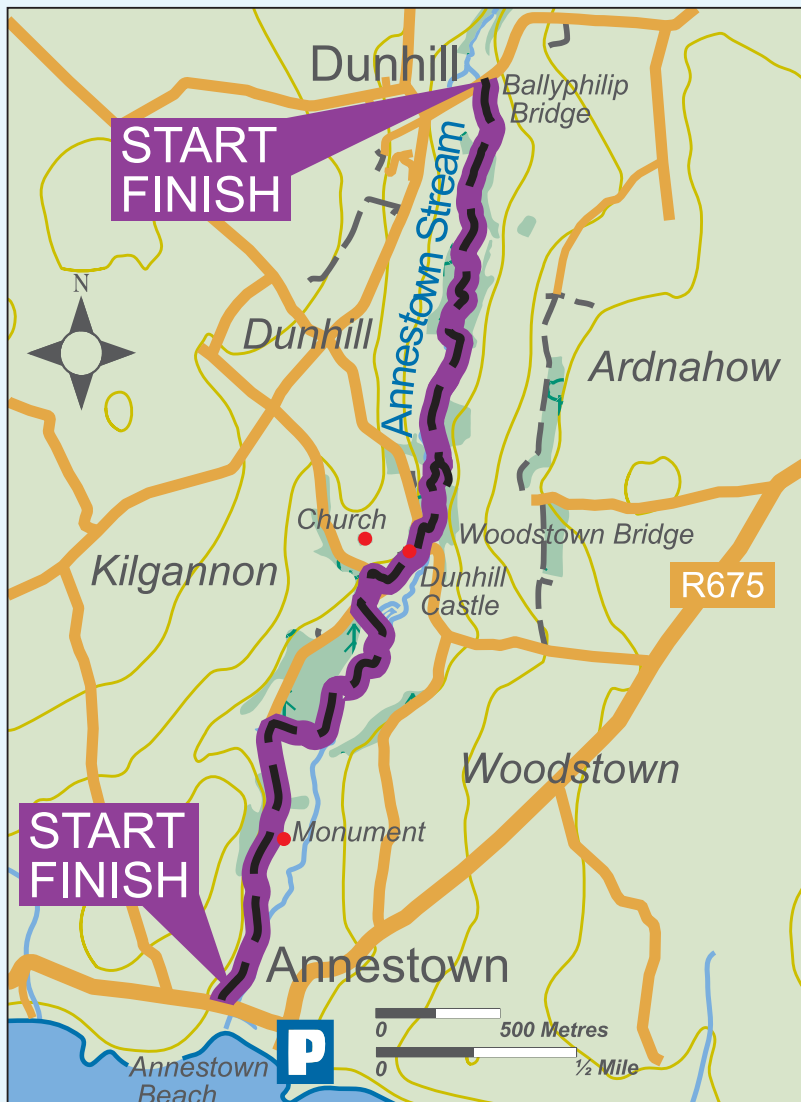 Dunhill
Ballyphilip
Bridge
START
FINISH
Annestown Stream
N
Dunhill
Ardnahow
Church
Woodstown Bridge
Kilgannon
Dunhill
Castle
R675
Woodstown
START
FINISH
Monument
Annestown
0
500 Metres
P
0
½ Mile
Annestown
Beach